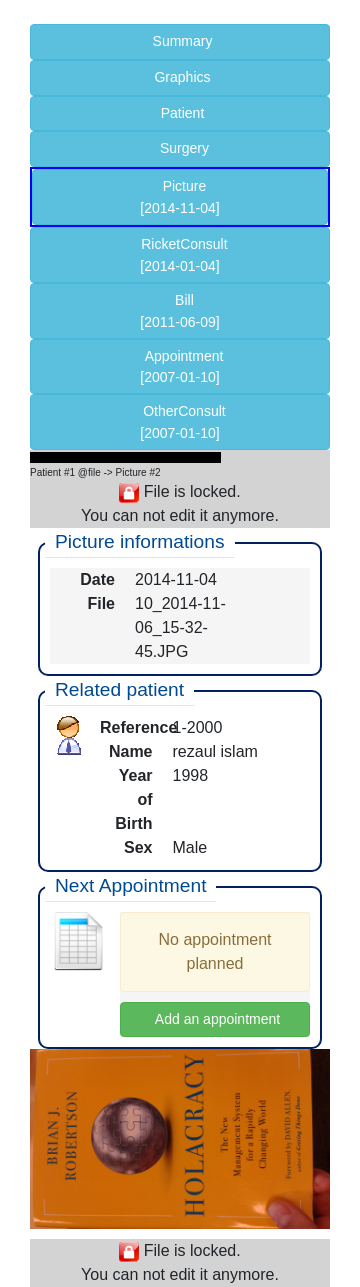 Summary
Graphics
Patient
Surgery
Picture
[2014-11-04]
RicketConsult
[2014-01-04]
Bill
[2011-06-09]
Appointment
[2007-01-10]
OtherConsult
[2007-01-10]
Patient #1 @file -> Picture #2
File is locked.
You can not edit it anymore.
Picture informations
Date 2014-11-04
File 10_2014-11-
06_15-32-
45.JPG
Related patient
Reference 1-2000
Name rezaul islam
Year 1998
of
Birth
Sex Male
Next Appointment
No appointment
planned
Add an appointment
BRIAN J.
ROBERTSON
HOLACRACY
The New
Management System
for a Rapidly
Changing World
Foreword by DAVID ALLEN,
author of Getting Things Done
File is locked.
You can not edit it anymore.